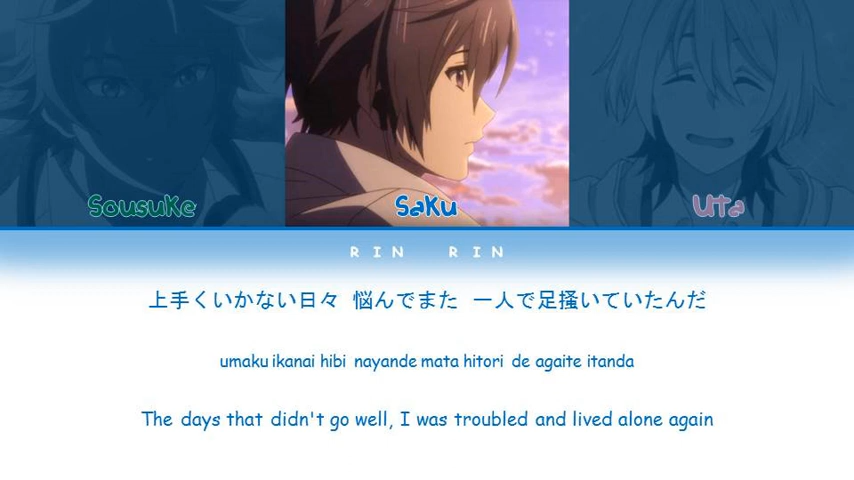 Sousuke Saku Uta
RIN RIN
上手くいかない日々 悩んでまた 一人で足掻いていたんだ
umaku ikanai hibi nayande mata hitori de agaite itanda
The days that didn't go well, I was troubled and lived alone again